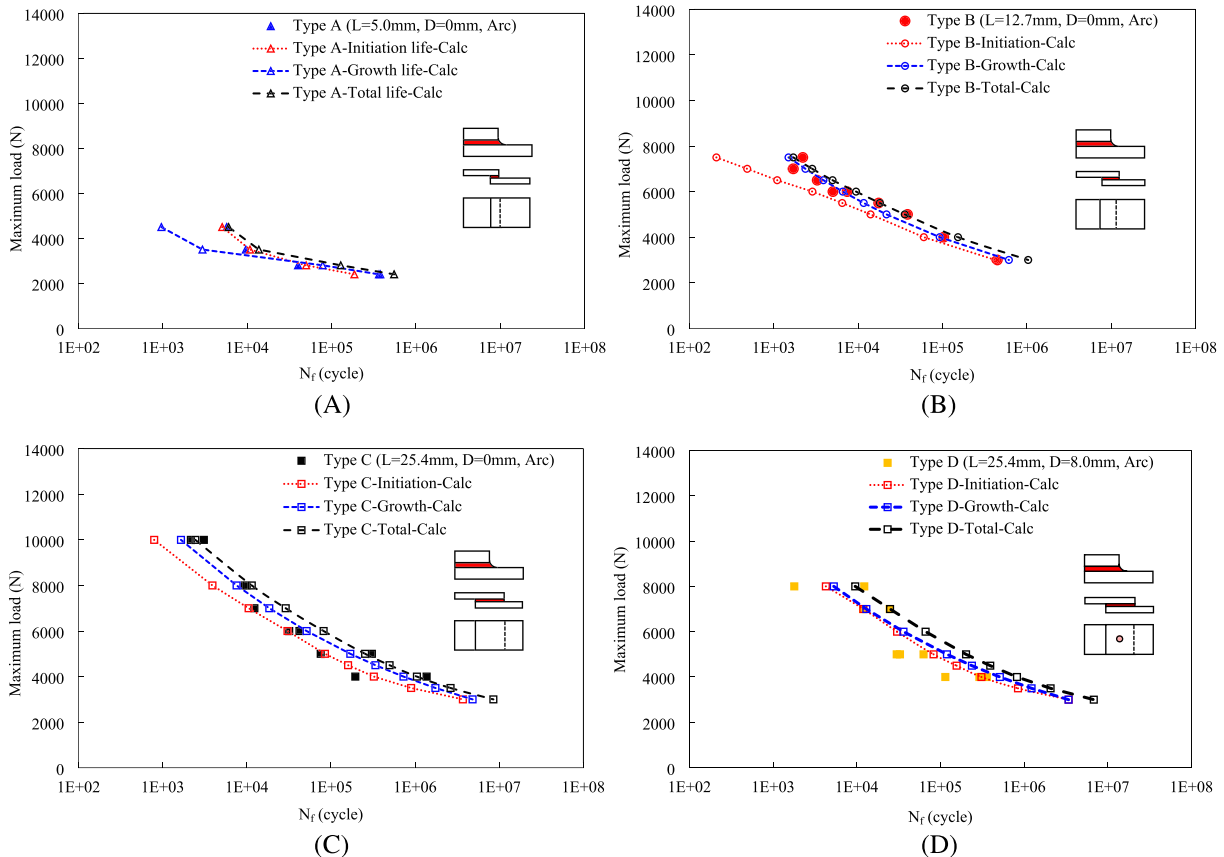 14000
12000
10000
8000
6000
4000
2000
0
Maximum load (N)
Type A (L=5.0mm, D=0mm, Arc)
Type A-Initiation life-Calc
Type A-Growth life-Calc
Type A-Total life-Calc
1E+02 1E+03 1E+04 1E+05 1E+06 1E+07 1E+08
Nf (cycle)
(A)
14000
12000
10000
8000
6000
4000
2000
0
Maximum load (N)
Type B (L=12.7mm, D=0mm, Arc)
Type B-Initiation-Calc
Type B-Growth-Calc
Type B-Total-Calc
1E+02 1E+03 1E+04 1E+05 1E+06 1E+07 1E+08
Nf (cycle)
(B)
14000
12000
10000
8000
6000
4000
2000
0
Maximum load (N)
Type C (L=25.4mm, D=0mm, Arc)
Type C-Initiation-Calc
Type C-Growth-Calc
Type C-Total-Calc
1E+02 1E+03 1E+04 1E+05 1E+06 1E+07 1E+08
Nf (cycle)
(C)
14000
12000
10000
8000
6000
4000
2000
0
Maximum load (N)
Type D (L=25.4mm, D=8.0mm, Arc)
Type D-Initiation-Calc
Type D-Growth-Calc
Type D-Total-Calc
1E+02 1E+03 1E+04 1E+05 1E+06 1E+07 1E+08
Nf (cycle)
(D)